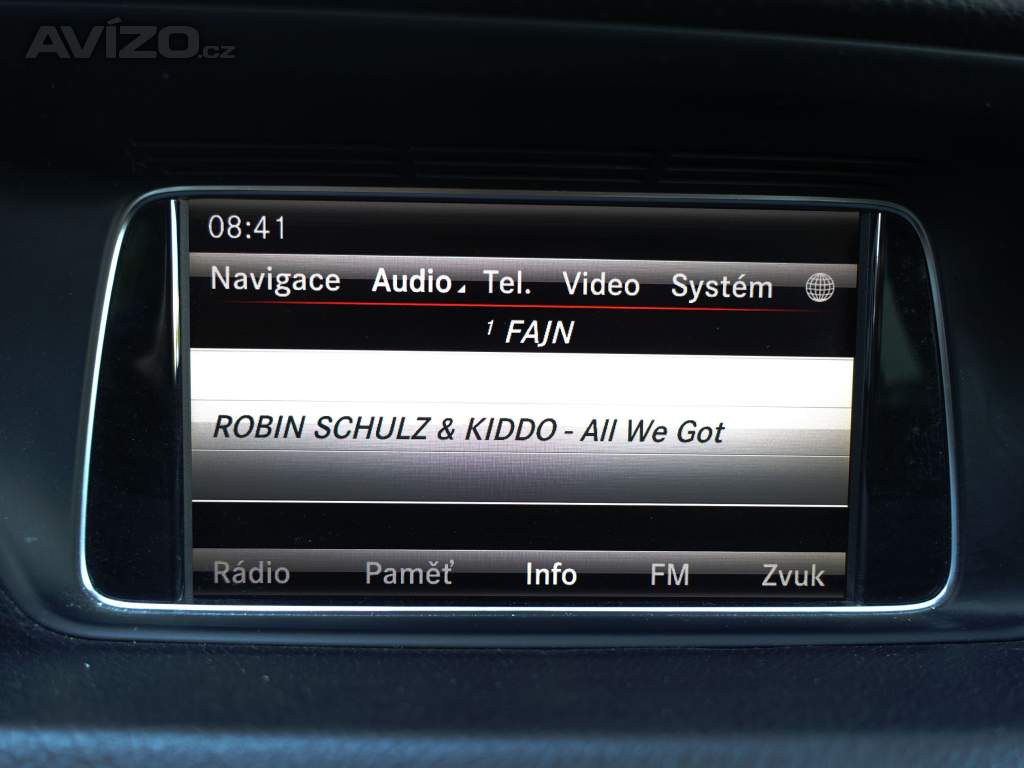 AVÍZO.cz
08:41
Navigace Audio Tel. Video Systém
1 FAJN
ROBIN SCHULZ & KIDDO - All We Got
Rádio Paměť Info FM Zvuk